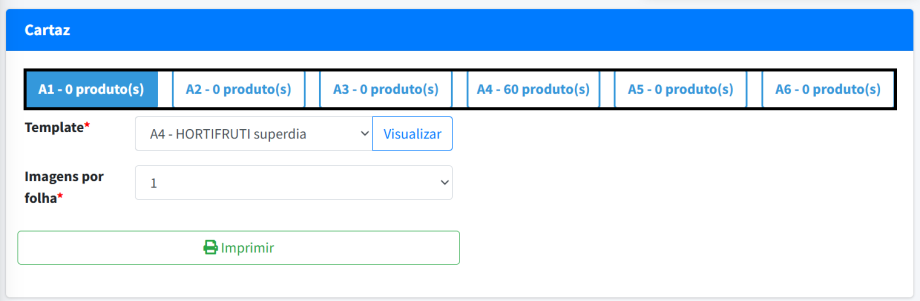 Cartaz
A1 - 0 produto(s) A2 - 0 produto(s) A3 - 0 produto(s) A4 - 60 produto(s) A5 - 0 produto(s) A6 - 0 produto(s)
Template* A4 - HORTIFRUTI superdia Visualizar
Imagens por
folha* 1
Imprimir